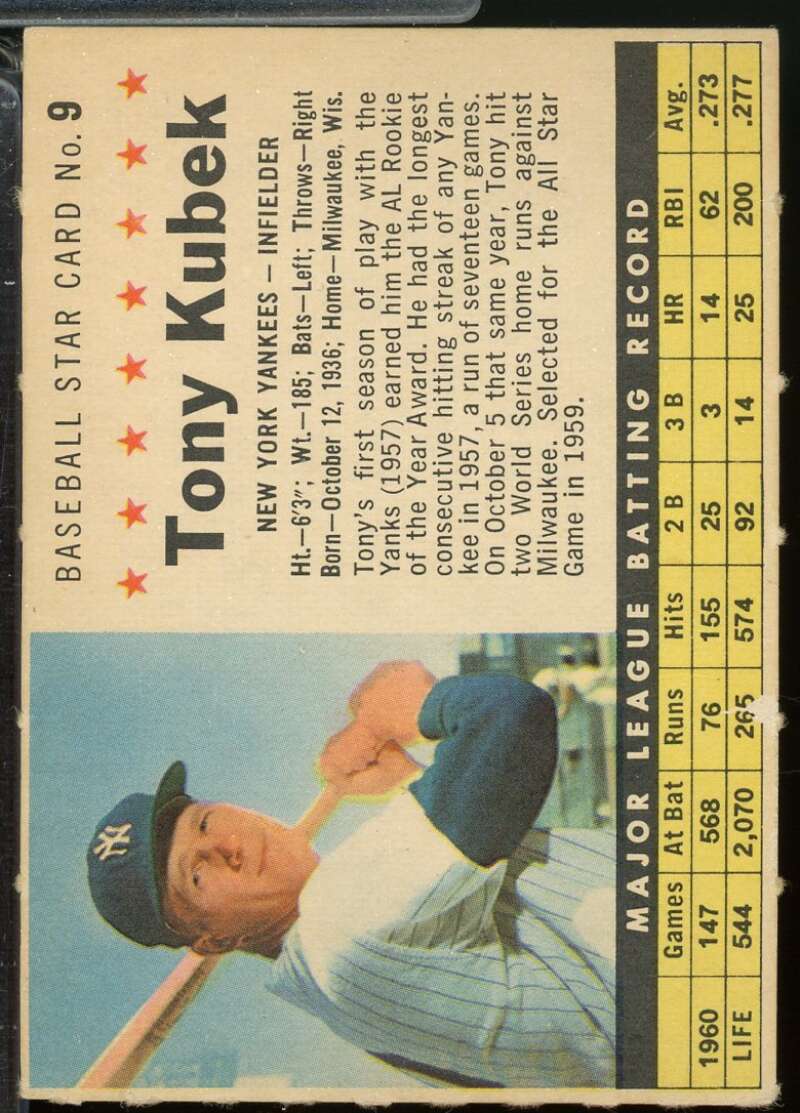 BASEBALL STAR CARD No. 9
★ ★ ★ ★ ★ ★ ★ ★
Tony Kubek
NEW YORK YANKEES – INFIELDER
Ht.—6'3"; Wt.—185; Bats—Left; Throws—Right
Born—October 12, 1936; Home—Milwaukee, Wis.
Tony's first season of play with the
Yanks (1957) earned him the AL Rookie
of the Year Award. He had the longest
consecutive hitting streak of any Yan-
kee in 1957, a run of seventeen games.
On October 5 that same year, Tony hit
two World Series home runs against
Milwaukee. Selected for the All Star
Game in 1959.
NY
MAJOR LEAGUE BATTING RECORD
Games At Bat Runs Hits 2 B 3 B HR RBI Avg.
1960 147 568 76 155 25 3 14 62 .273
LIFE 544 2,070 265 574 92 14 25 200 .277